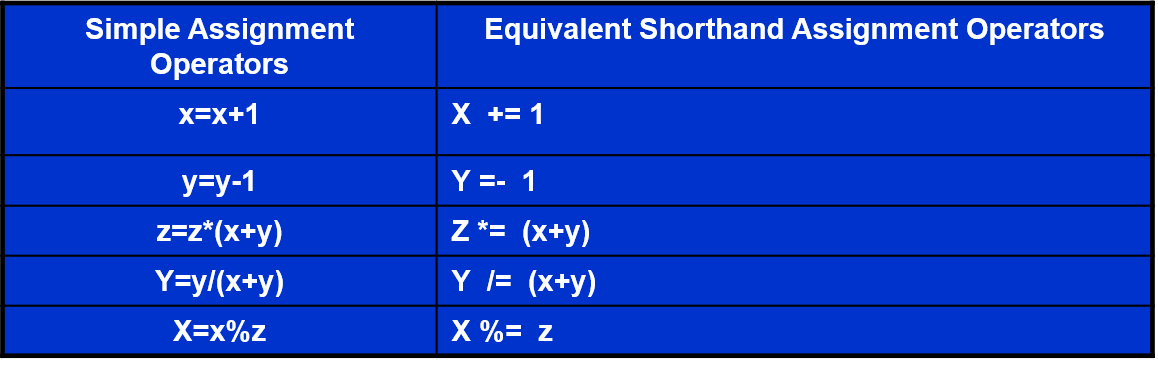 Simple Assignment
Operators
Equivalent Shorthand Assignment Operators
x=x+1
X += 1
y=y-1
Y =- 1
z=z*(x+y)
Z *= (x+y)
Y=y/(x+y)
Y /= (x+y)
X=x%z
X %= z